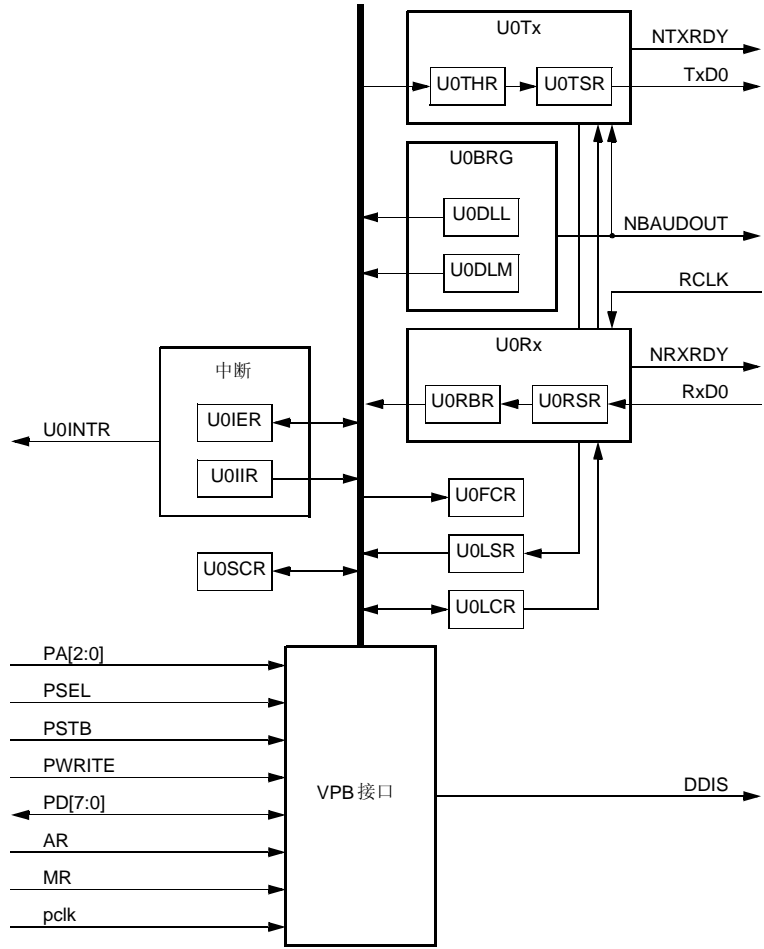 U0Tx
NTXRDY
U0THR
U0TSR
TxD0
U0BRG
U0DLL
NBAUDOUT
U0DLM
RCLK
U0Rx
NRXRDY
中断
U0RBR
U0RSR
RxD0
U0IER
U0INTR
U0IIR
U0FCR
U0LSR
U0SCR
U0LCR
PA[2:0]
PSEL
PSTB
PWRITE
VPB 接口
DDIS
PD[7:0]
AR
MR
pclk